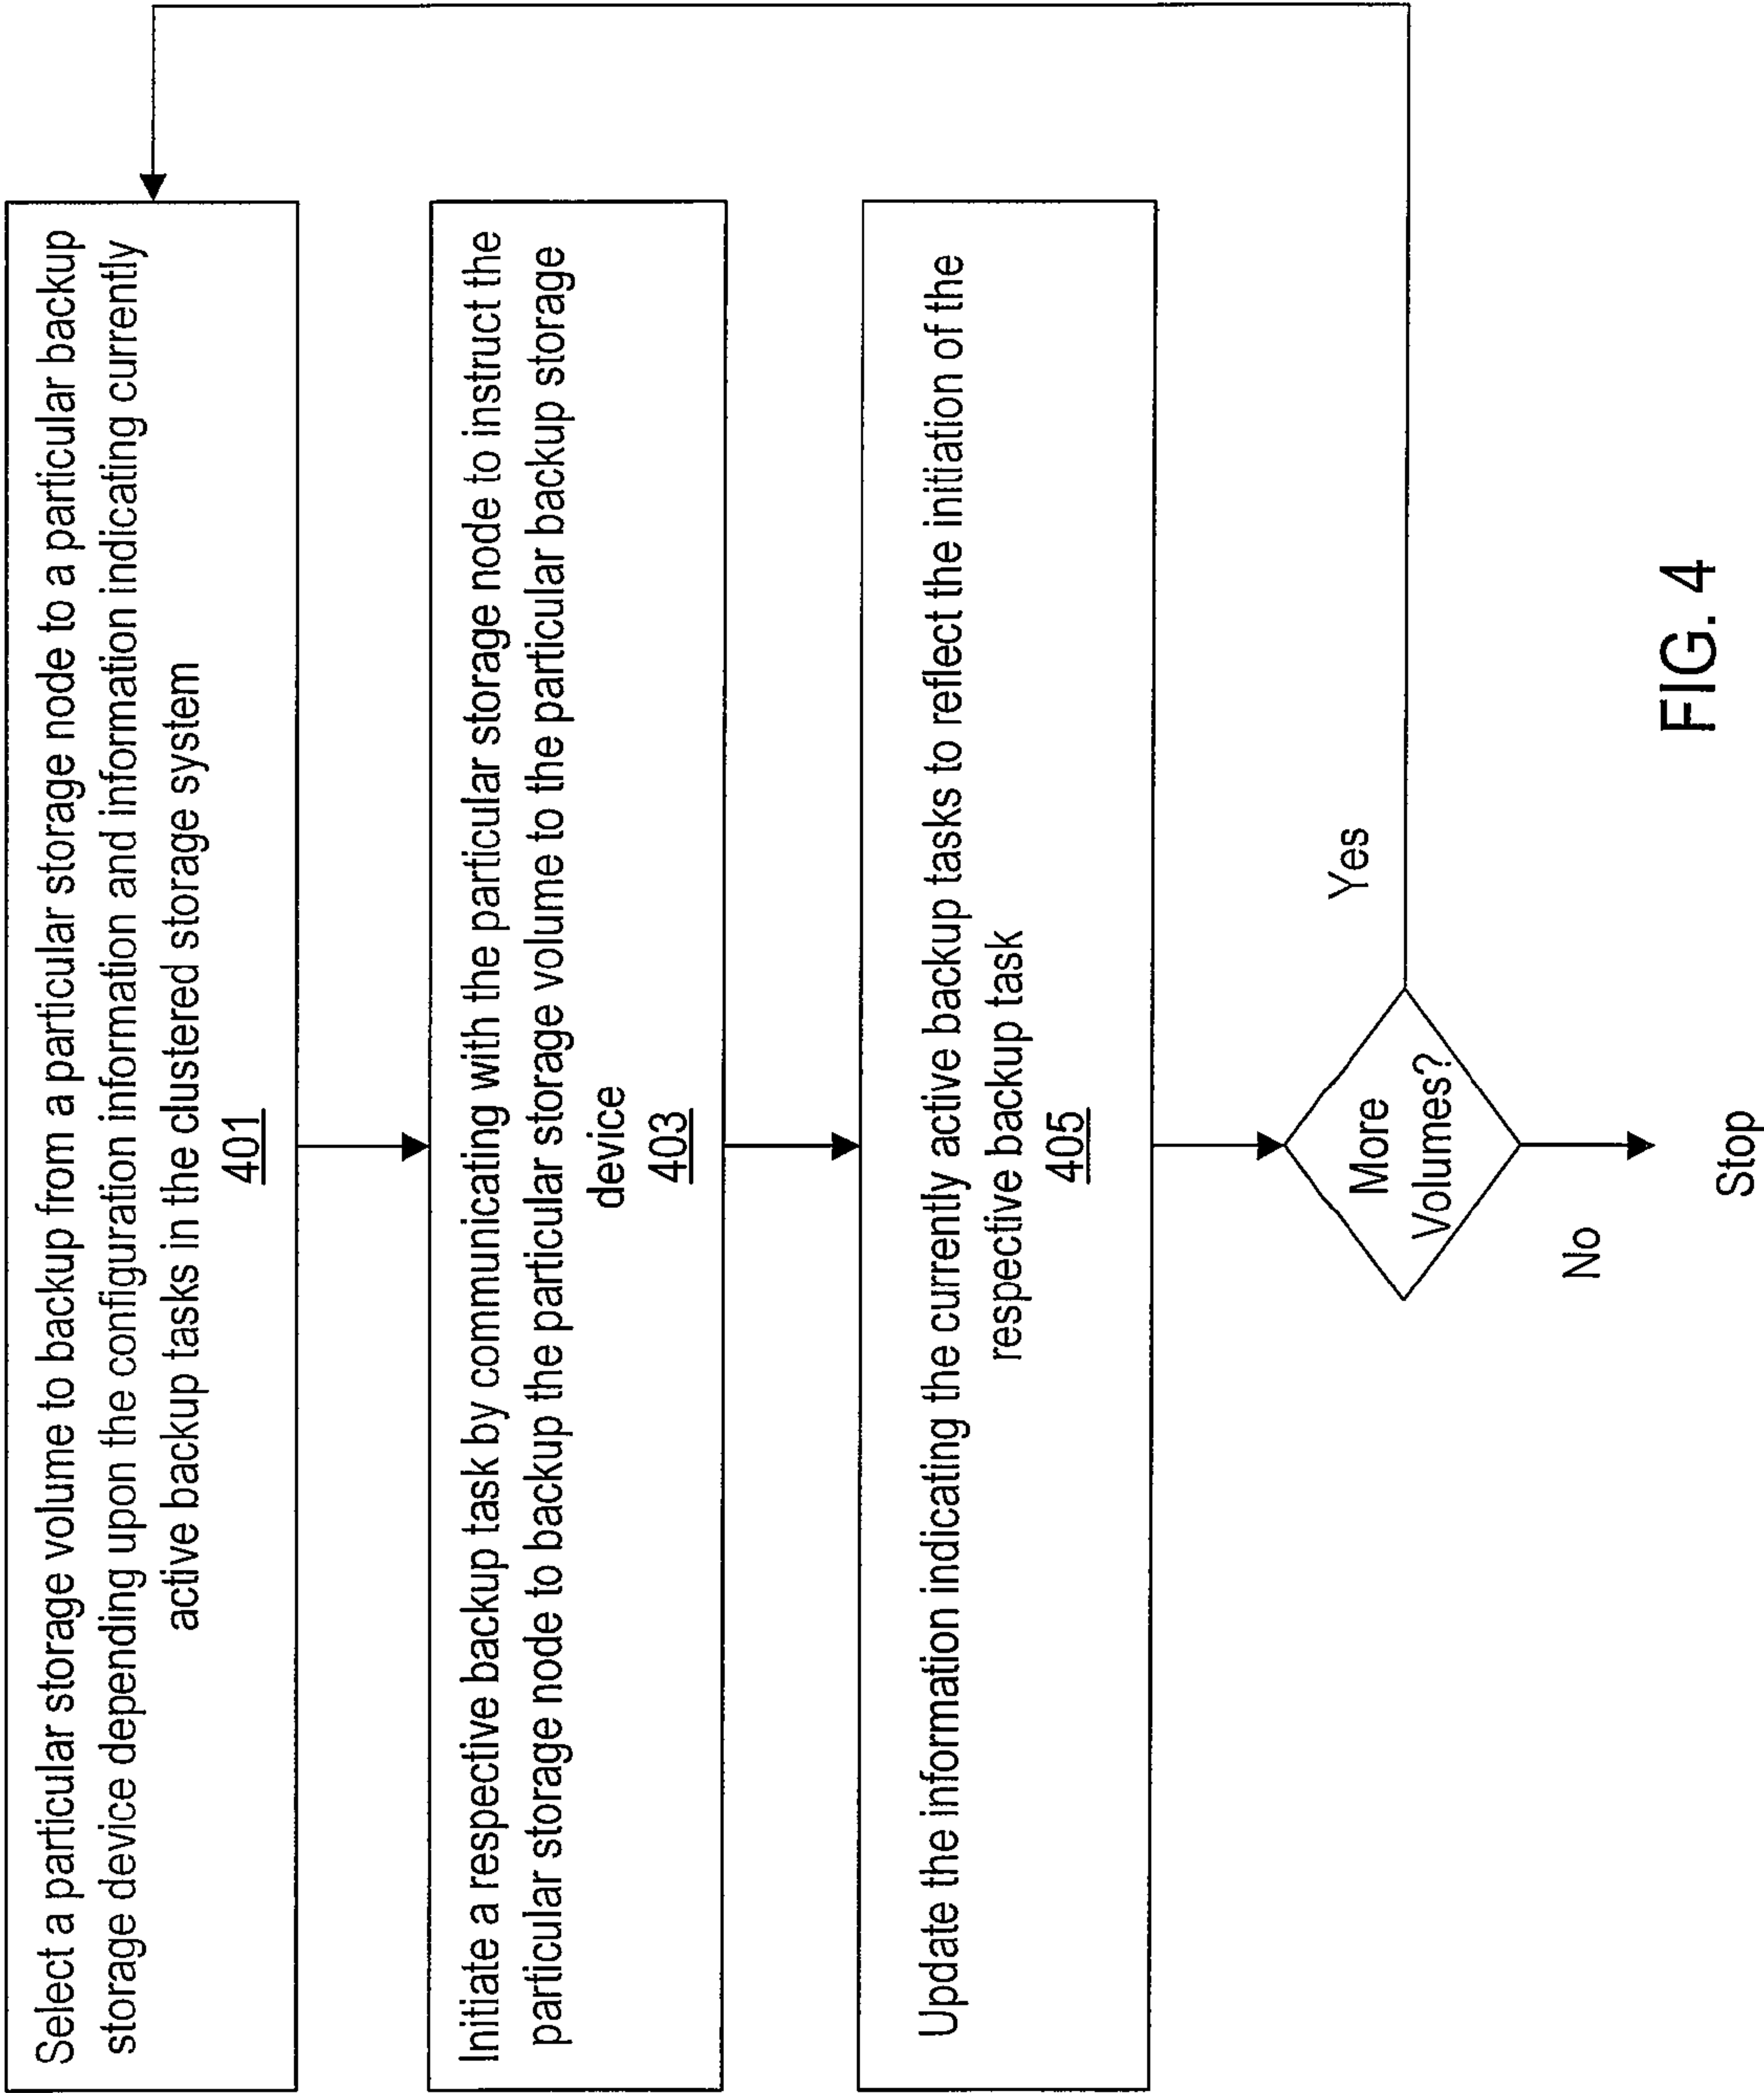 Select a particular storage volume to backup from a particular storage node to a particular backup
storage device depending upon the configuration information and information indicating currently
active backup tasks in the clustered storage system
401
Initiate a respective backup task by communicating with the particular storage node to instruct the
particular storage node to backup the particular storage volume to the particular backup storage
device
403
Update the information indicating the currently active backup tasks to reflect the initiation of the
respective backup task
405
More
Volumes?
Yes
No
Stop
FIG. 4